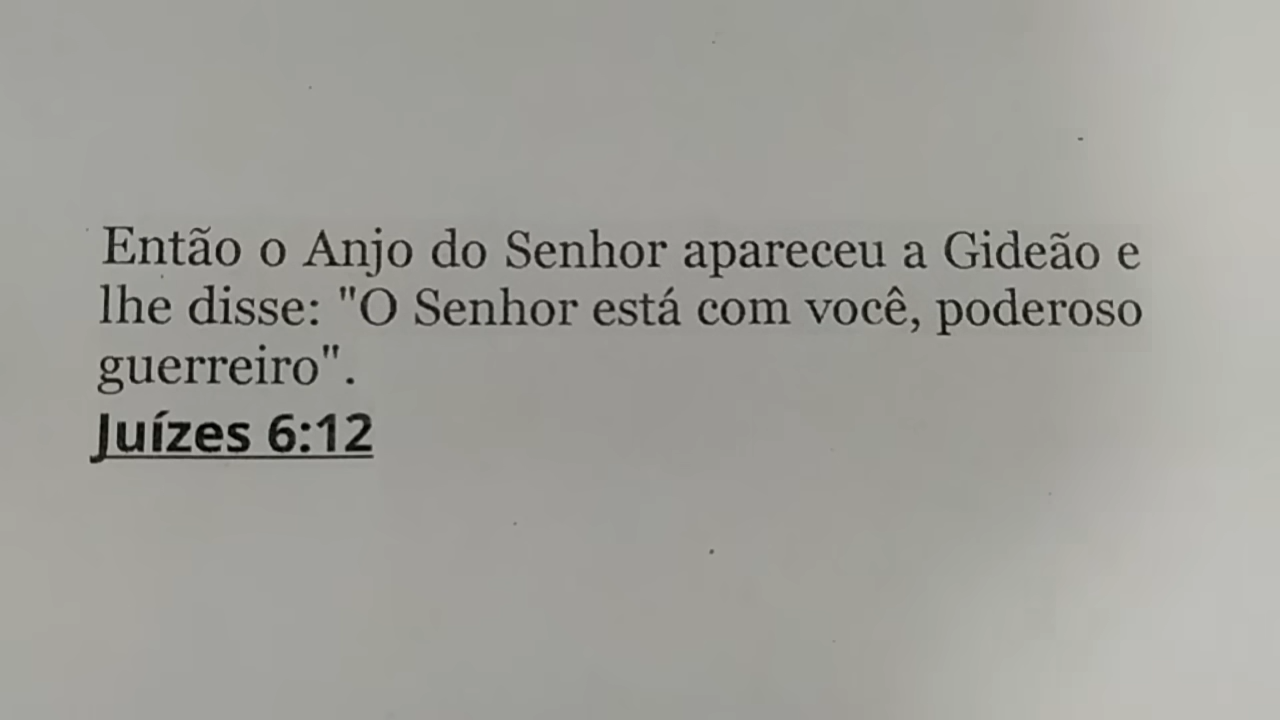 Então o Anjo do Senhor apareceu a Gideão e
lhe disse: "O Senhor está com você, poderoso
guerreiro".
Juízes 6:12